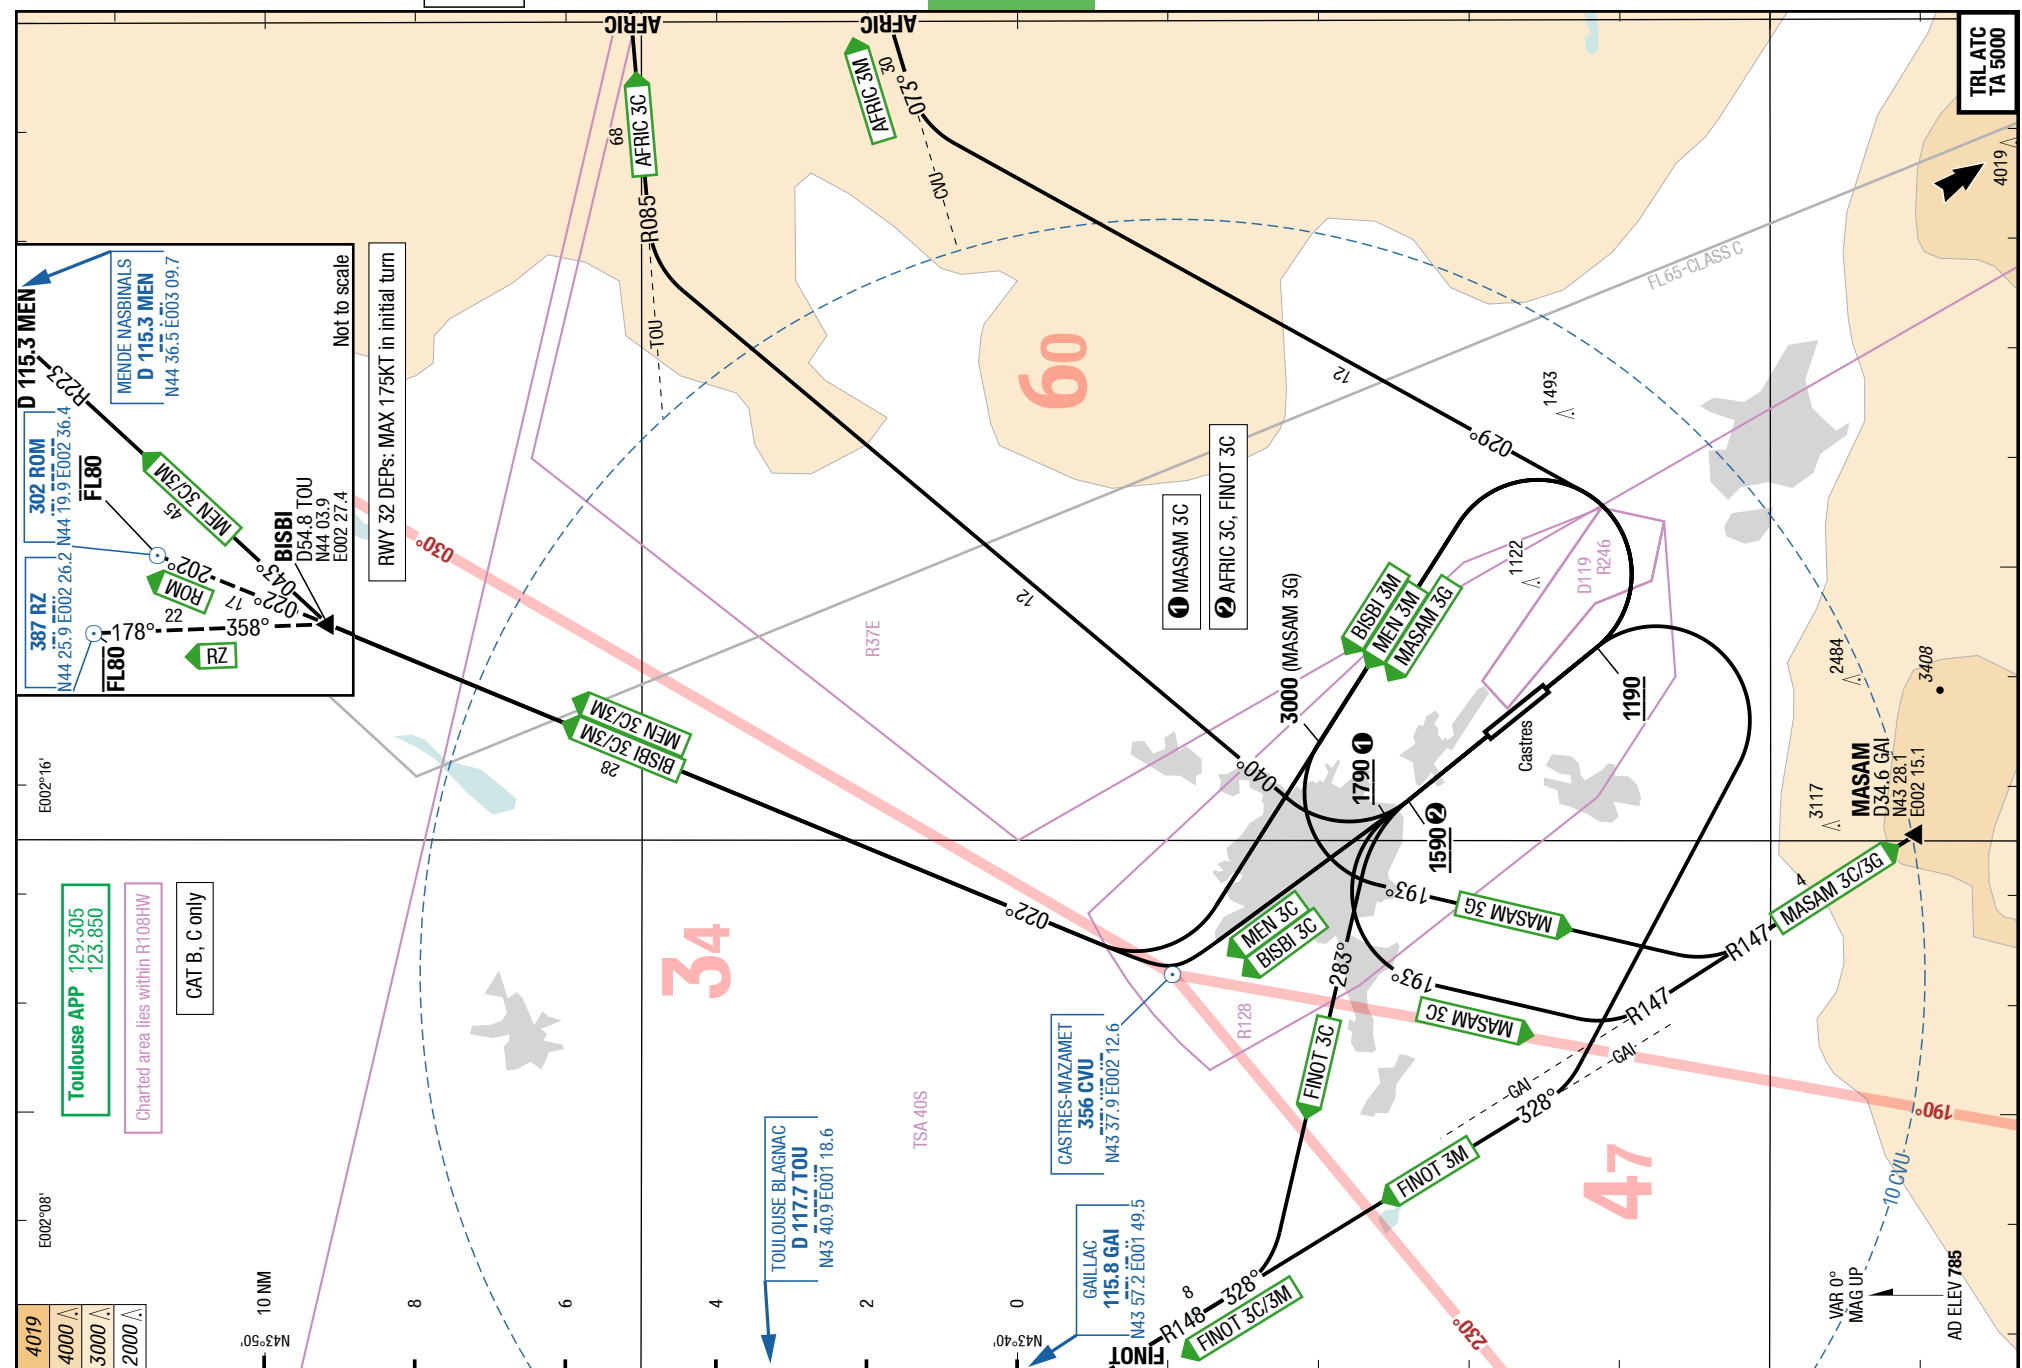 AFRIC
AFRIC
TRL ATC
TA 5000
4019
AFRIC 3C
68
R085
TOU
AFRIC 3M
30
073°
CVU
FL65-CLASS C
D 115.3 MEN
MENDE NASBINALS
D 115.3 MEN
N44 36.5 E003 09.7
Not to scale
R223
302 ROM
N44 19.9 E002 36.4
FL80
MEN 3C/3M
45
387 RZ
N44 25.9 E002 26.2
FL80
BISBI
D54.8 TOU
N44 03.9
E002 27.4
202°
ROM
17
022°
043°
178°
22
358°
RZ
RWY 32 DEPs: MAX 175KT in initial turn
030°
60
12
029°
1493
❶ MASAM 3C
❷ AFRIC 3C, FINOT 3C
12
R37E
1122
D119
R246
BISBI 3M
MEN 3M
MASAM 3G
3000 (MASAM 3G)
BISBI 3C/3M
MEN 3C/3M
28
040°
1790 ❶
1590 ❷
Castres
1190
2484
3408
3117
MASAM
D34.6 GAI
N43 28.1
E002 15.1
E002°16'
Toulouse APP 129.305
123.850
Charted area lies within R108HW
CAT B, C only
34
022°
MEN 3C
BISBI 3C
193°
MASAM 3G
R147
4
MASAM 3C/3G
283°
193°
MASAM 3C
R147
R128
FINOT 3C
GAI
GAI
328°
FINOT 3M
190°
47
10 CVU
CASTRES-MAZAMET
356 CVU
N43 37.9 E002 12.6
TSA 40S
TOULOUSE BLAGNAC
D 117.7 TOU
N43 40.9 E001 18.6
GAILLAC
115.8 GAI
N43 57.2 E001 49.5
E002°08'
4019
4000
3000
2000
10 NM
8
6
4
2
0
N43°50'
N43°40'
FINOT
R148
8
328°
FINOT 3C/3M
230°
VAR 0°
MAG UP
AD ELEV 785